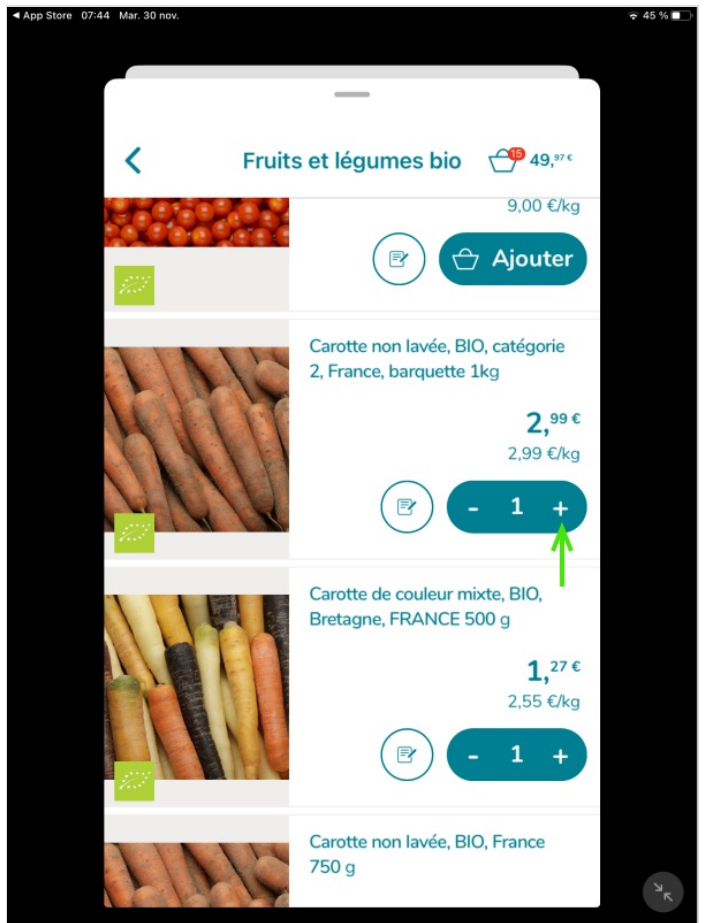 ◄ App Store 07:44 Mar. 30 nov. 45 %
Fruits et légumes bio 15 49,97 €
9,00 €/kg
Ajouter
Carotte non lavée, BIO, catégorie
2, France, barquette 1kg
2,99 €
2,99 €/kg
- 1 +
Carotte de couleur mixte, BIO,
Bretagne, FRANCE 500 g
1,27 €
2,55 €/kg
- 1 +
Carotte non lavée, BIO, France
750 g